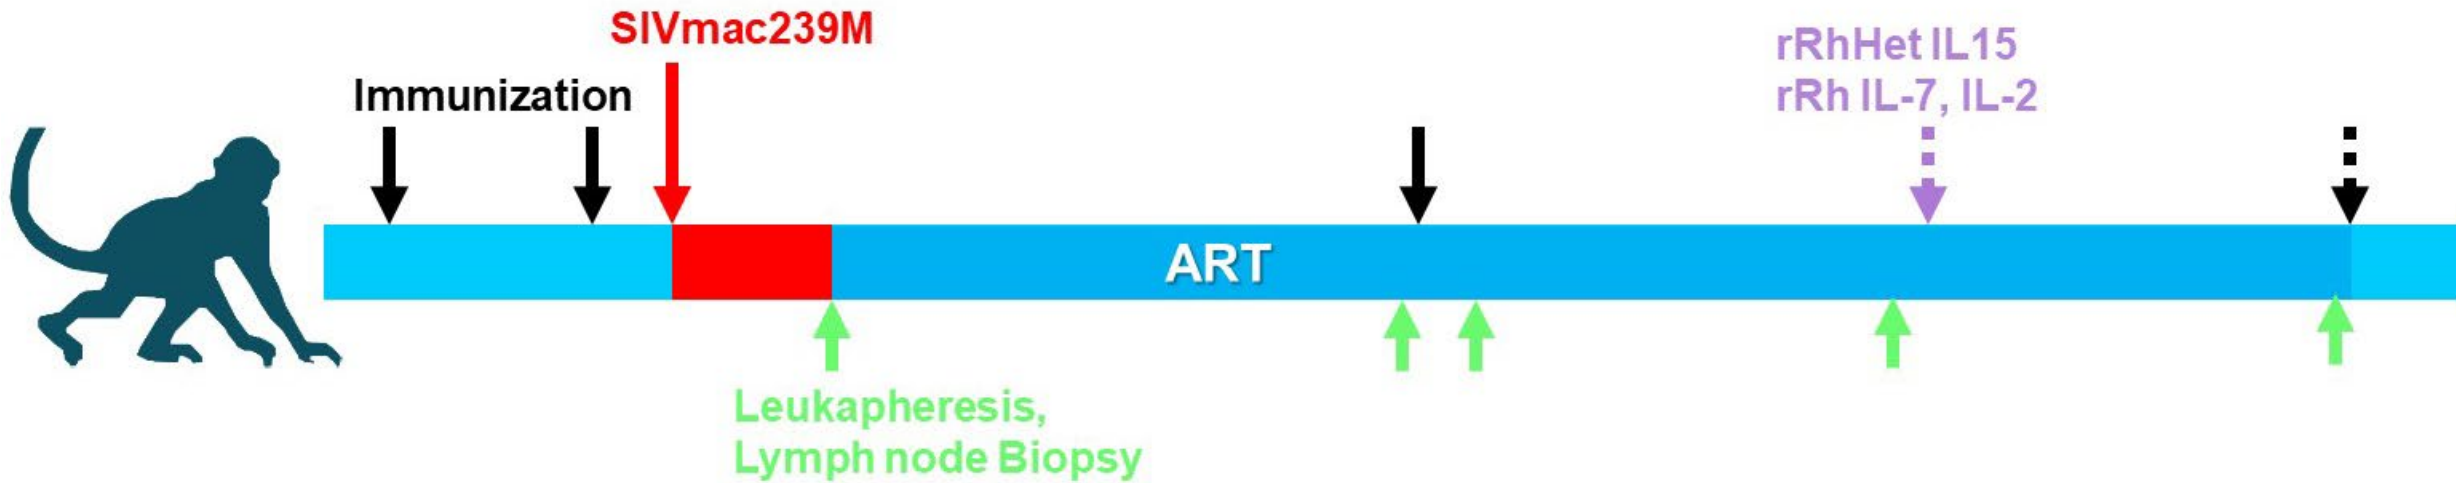 SIVmac239M
Immunization
rRhHet IL15
rRh IL-7, IL-2
ART
Leukapheresis,
Lymph node Biopsy